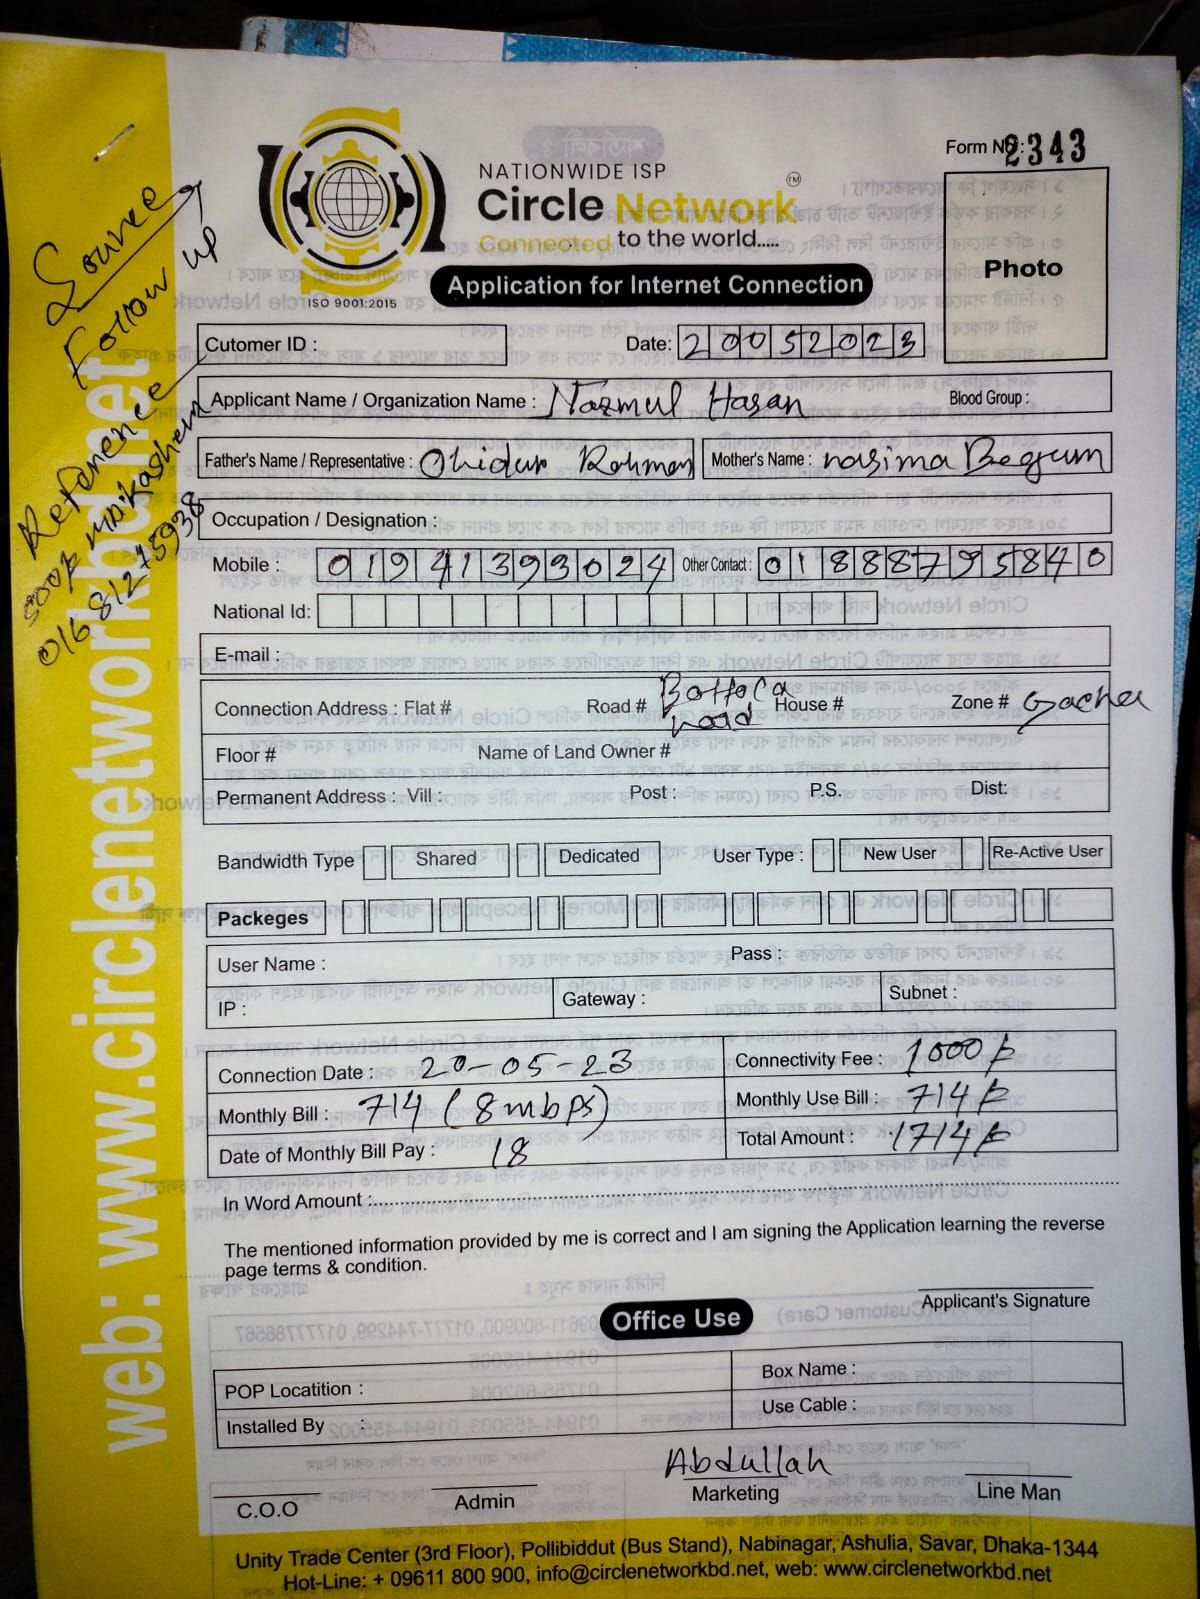 Source
Follow up
Reference
016 812 75938
web: www.circlenetworkbd.net
NATIONWIDE ISP
Circle Network TM
Connected to the world.....
ISO 9001:2015
Application for Internet Connection
Form No: 2343
Photo
Cutomer ID :
Date: 20052023
Applicant Name / Organization Name : Nazmul Hasan
Blood Group :
Father's Name / Representative : Ohidur Rahman
Mother's Name : nasima Begum
Occupation / Designation :
Mobile : 01941393024
Other Contact : 01888795840
National Id:
E-mail :
Connection Address : Flat # Road # Bottola road House # Zone # Gacha
Floor # Name of Land Owner #
Permanent Address : Vill : Post : P.S. Dist:
Bandwidth Type Shared Dedicated User Type : New User Re-Active User
Packeges
User Name : Pass :
IP : Gateway : Subnet :
Connection Date : 20-05-23
Connectivity Fee : 1000/-
Monthly Bill : 714 (8mbps)
Monthly Use Bill : 714/-
Date of Monthly Bill Pay : 18
Total Amount : 1714/-
In Word Amount :
The mentioned information provided by me is correct and I am signing the Application learning the reverse
page terms & condition.
Applicant's Signature
Office Use
POP Locatition : Box Name :
Installed By : Use Cable :
Abdullah
C.O.O Admin Marketing Line Man
Unity Trade Center (3rd Floor), Pollibiddut (Bus Stand), Nabinagar, Ashulia, Savar, Dhaka-1344
Hot-Line: + 09611 800 900, info@circlenetworkbd.net, web: www.circlenetworkbd.net